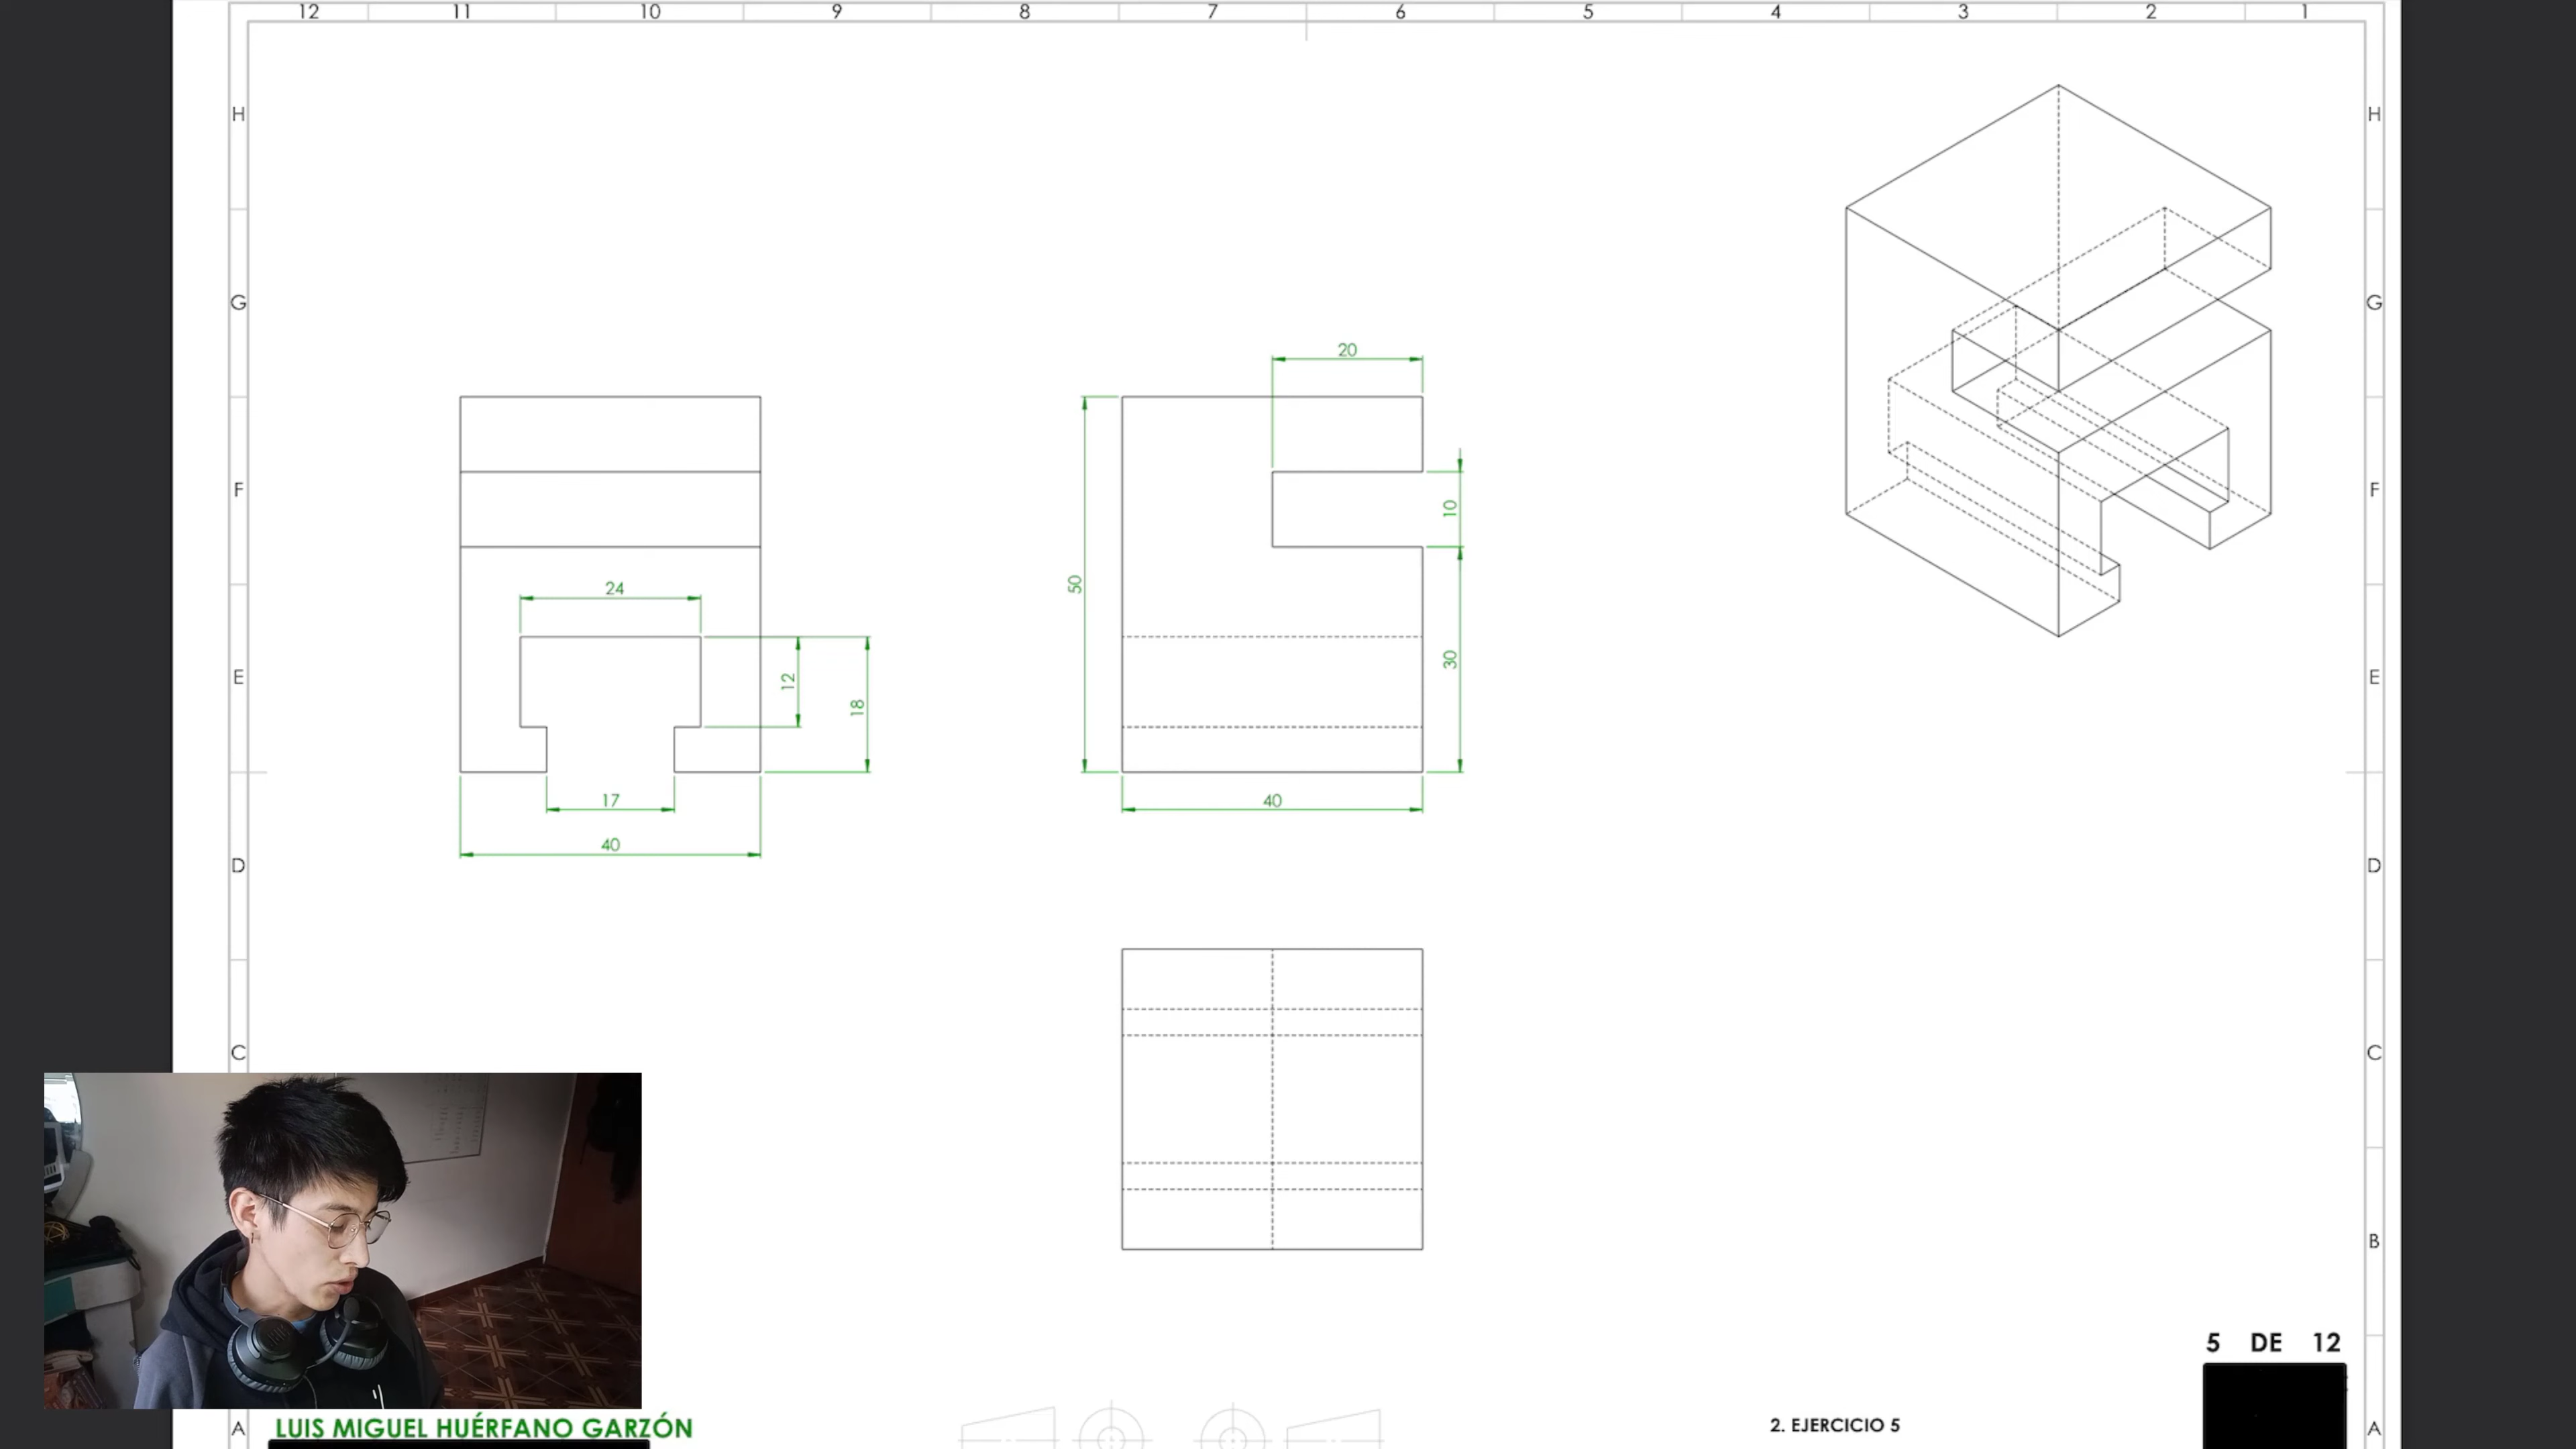 12 11 10 9 8 7 6 5 4 3 2 1
H H
G G
20
F F
10
50
24
30
E 12 E
18
17 40
40
D D
C C
B B
5 DE 12
A LUIS MIGUEL HUÉRFANO GARZÓN 2. EJERCICIO 5 A